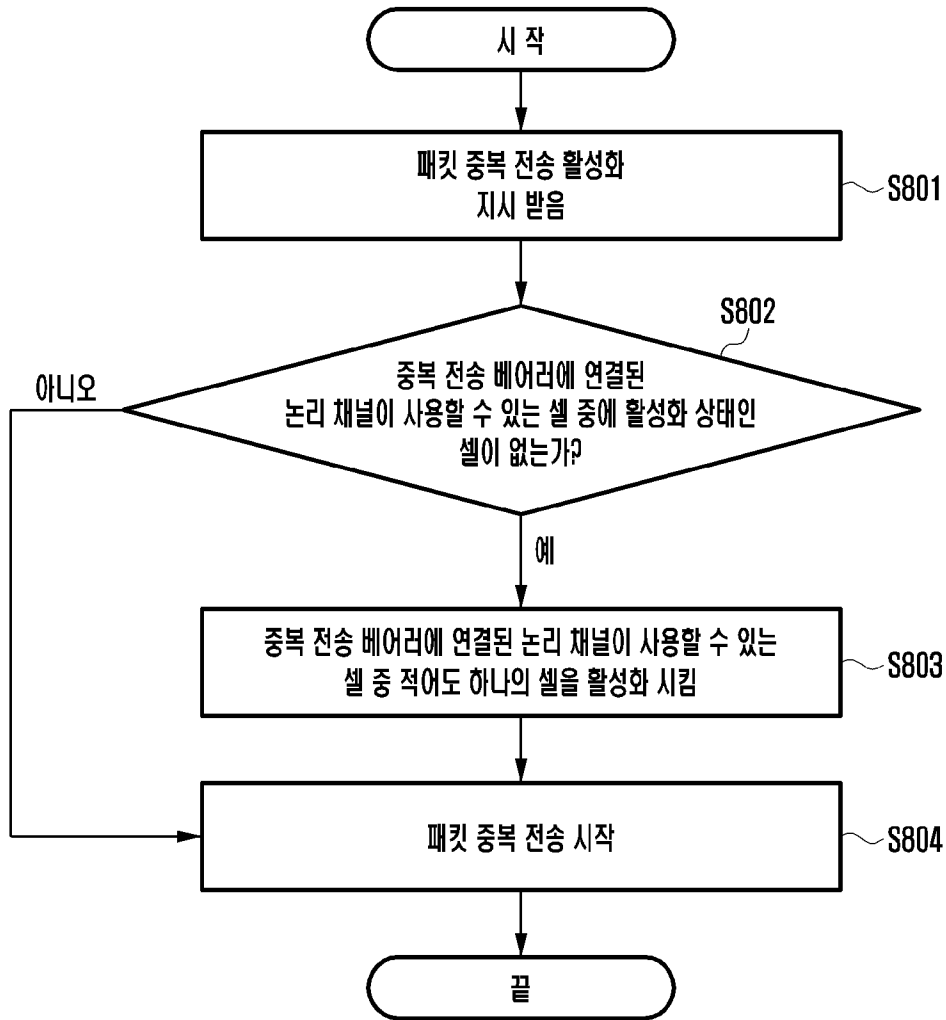 시 작
패킷 중복 전송 활성화
지시 받음
S801
S802
중복 전송 베어러에 연결된
논리 채널이 사용할 수 있는 셀 중에 활성화 상태인
셀이 없는가?
아니오
예
중복 전송 베어러에 연결된 논리 채널이 사용할 수 있는
셀 중 적어도 하나의 셀을 활성화 시킴
S803
패킷 중복 전송 시작
S804
끝